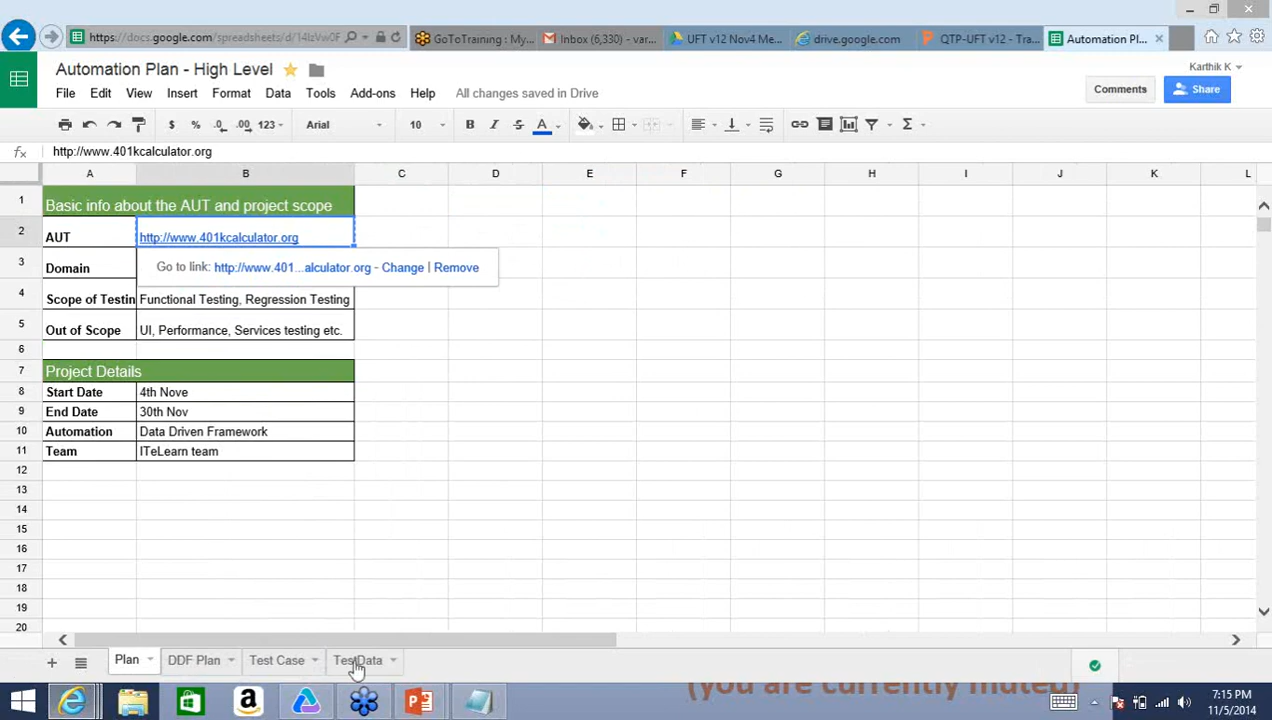 https://docs.google.com/spreadsheets/d/14lzVw0F
GoToTraining : My...
Inbox (6,330) - var...
UFT v12 Nov4 Me...
drive.google.com
QTP-UFT v12 - Tra...
Automation Pl...
Automation Plan - High Level
Karthik K
File Edit View Insert Format Data Tools Add-ons Help All changes saved in Drive
Comments
Share
$ % .0 .00 123 Arial 10 B I S A Σ
fx http://www.401kcalculator.org
A B C D E F G H I J K L
1 Basic info about the AUT and project scope
2 AUT http://www.401kcalculator.org
3 Domain Go to link: http://www.401...alculator.org - Change | Remove
4 Scope of Testin Functional Testing, Regression Testing
5 Out of Scope UI, Performance, Services testing etc.
6
7 Project Details
8 Start Date 4th Nove
9 End Date 30th Nov
10 Automation Data Driven Framework
11 Team ITeLearn team
12
13
14
15
16
17
18
19
20
Plan DDF Plan Test Case TestData
(you are currently muted)
7:15 PM
11/5/2014